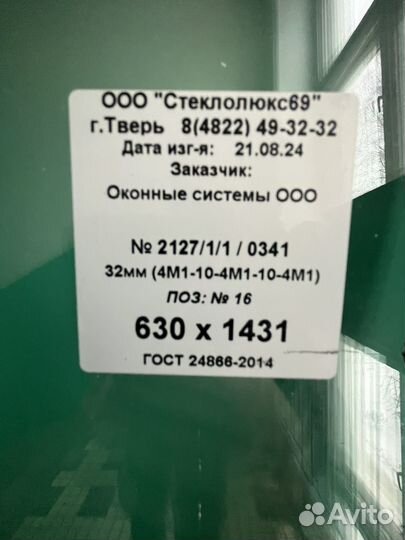 ООО "Стеклолюкс69"
г.Тверь 8(4822) 49-32-32
Дата изг-я: 21.08.24
Заказчик:
Оконные системы ООО
№ 2127/1/1 / 0341
32мм (4М1-10-4М1-10-4М1)
ПОЗ: № 16
630 x 1431
ГОСТ 24866-2014
Avito